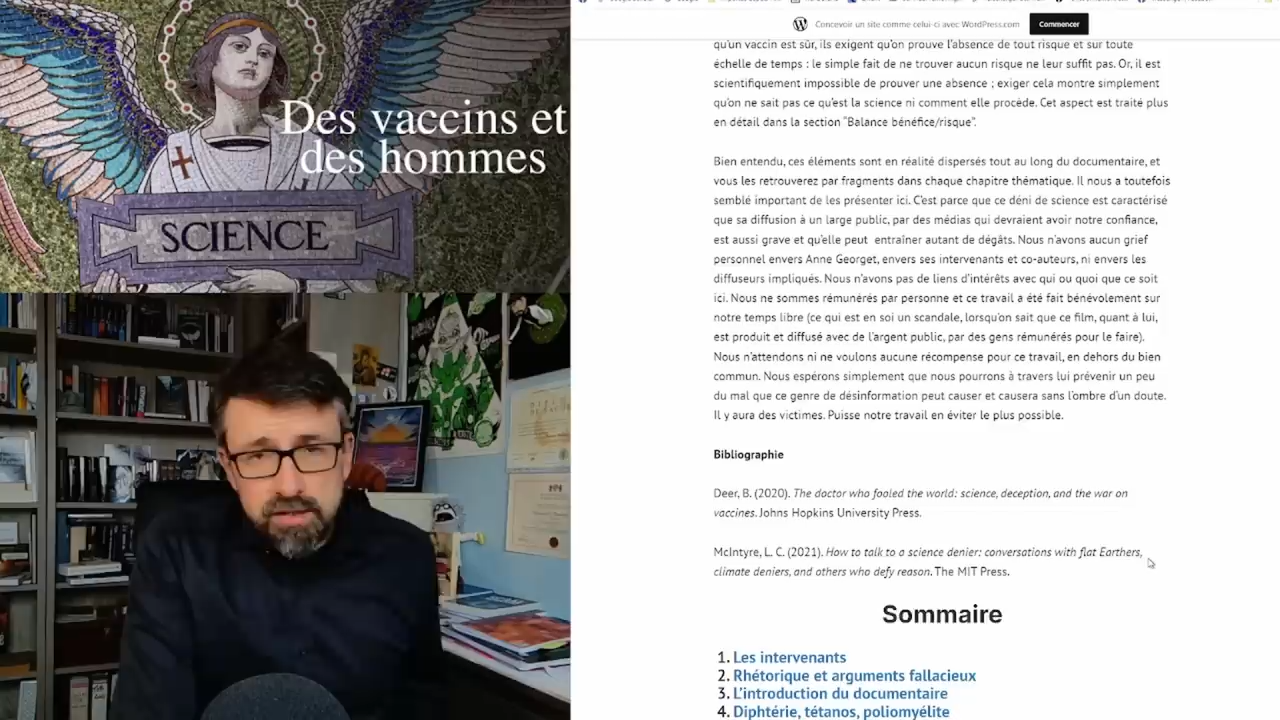 Des vaccins et
des hommes
SCIENCE
Concevoir un site comme celui-ci avec WordPress.com
Commencer
qu'un vaccin est sûr, ils exigent qu'on prouve l'absence de tout risque et sur toute
échelle de temps : le simple fait de ne trouver aucun risque ne leur suffit pas. Or, il est
scientifiquement impossible de prouver une absence ; exiger cela montre simplement
qu'on ne sait pas ce qu'est la science ni comment elle procède. Cet aspect est traité plus
en détail dans la section "Balance bénéfice/risque".
Bien entendu, ces éléments sont en réalité dispersés tout au long du documentaire, et
vous les retrouverez par fragments dans chaque chapitre thématique. Il nous a toutefois
semblé important de les présenter ici. C'est parce que ce déni de science est caractérisé
que sa diffusion à un large public, par des médias qui devraient avoir notre confiance,
est aussi grave et qu'elle peut entraîner autant de dégâts. Nous n'avons aucun grief
personnel envers Anne Georget, envers ses intervenants et co-auteurs, ni envers les
diffuseurs impliqués. Nous n'avons pas de liens d'intérêts avec qui ou quoi que ce soit
ici. Nous ne sommes rémunérés par personne et ce travail a été fait bénévolement sur
notre temps libre (ce qui est en soi un scandale, lorsqu'on sait que ce film, quant à lui,
est produit et diffusé avec de l'argent public, par des gens rémunérés pour le faire).
Nous n'attendons ni ne voulons aucune récompense pour ce travail, en dehors du bien
commun. Nous espérons simplement que nous pourrons à travers lui prévenir un peu
du mal que ce genre de désinformation peut causer et causera sans l'ombre d'un doute.
Il y aura des victimes. Puisse notre travail en éviter le plus possible.
Bibliographie
Deer, B. (2020). The doctor who fooled the world: science, deception, and the war on
vaccines. Johns Hopkins University Press.
McIntyre, L. C. (2021). How to talk to a science denier: conversations with flat Earthers,
climate deniers, and others who defy reason. The MIT Press.
Sommaire
1. Les intervenants
2. Rhétorique et arguments fallacieux
3. L'introduction du documentaire
4. Diphtérie, tétanos, poliomyélite